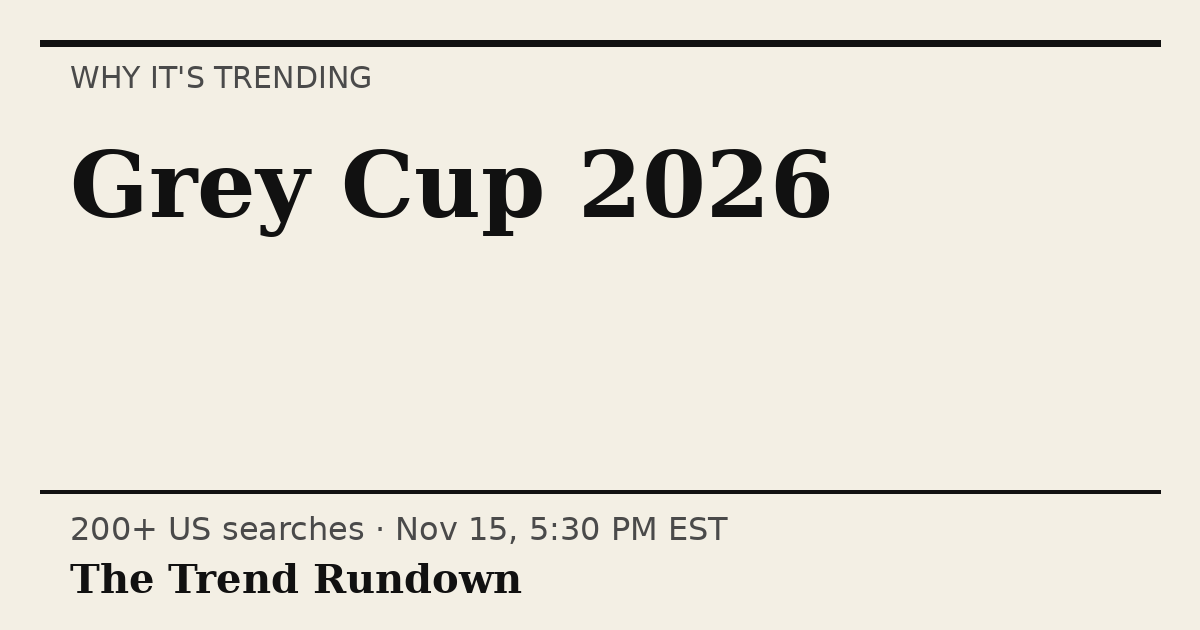 WHY IT'S TRENDING
Grey Cup 2026
200+ US searches · Nov 15, 5:30 PM EST
The Trend Rundown